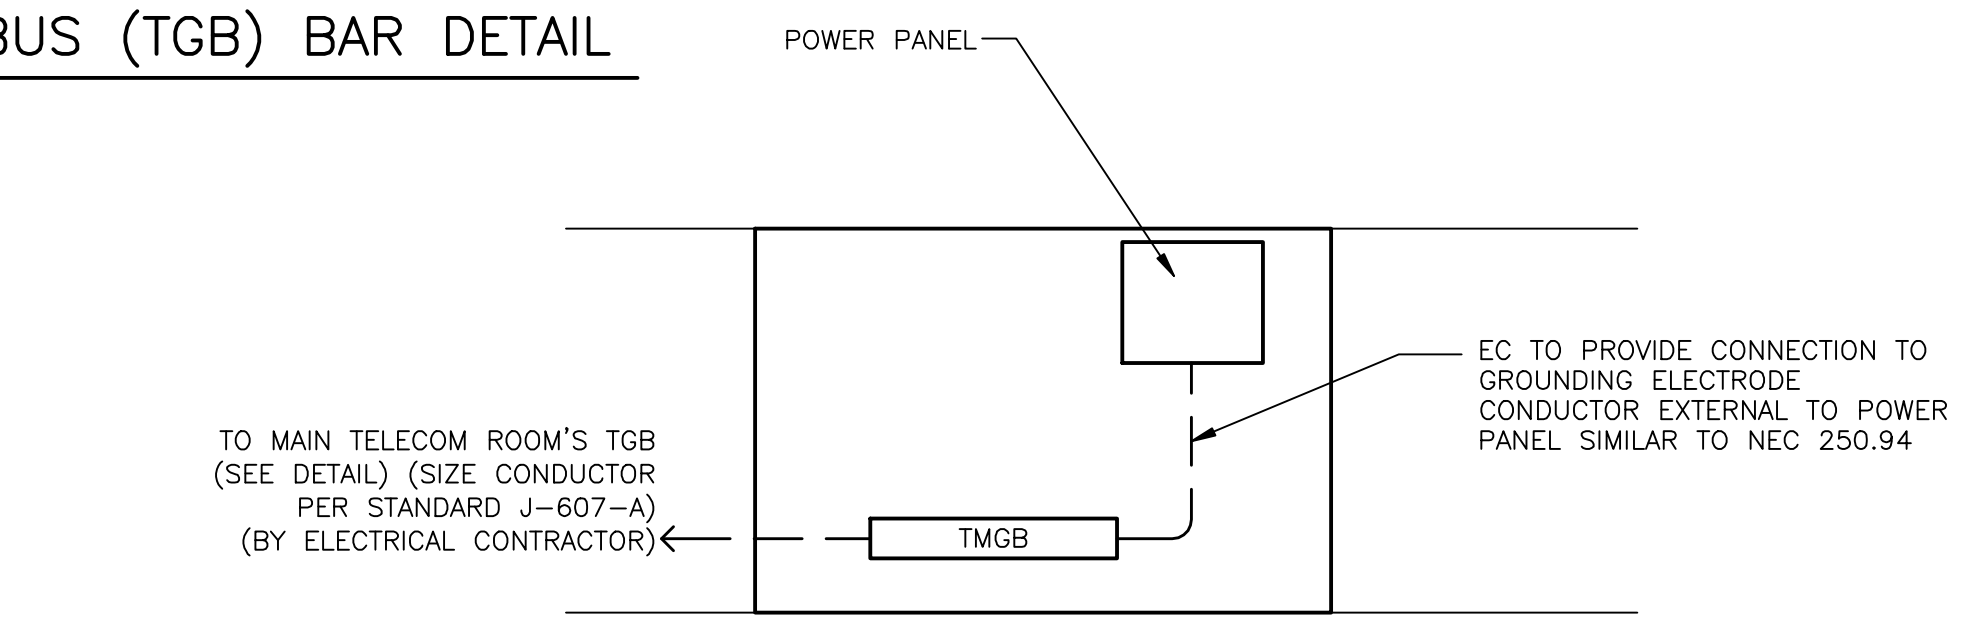 BUS (TGB) BAR DETAIL
POWER PANEL
EC TO PROVIDE CONNECTION TO
GROUNDING ELECTRODE
CONDUCTOR EXTERNAL TO POWER
PANEL SIMILAR TO NEC 250.94
TO MAIN TELECOM ROOM'S TGB
(SEE DETAIL) (SIZE CONDUCTOR
PER STANDARD J-607-A)
(BY ELECTRICAL CONTRACTOR)
TMGB